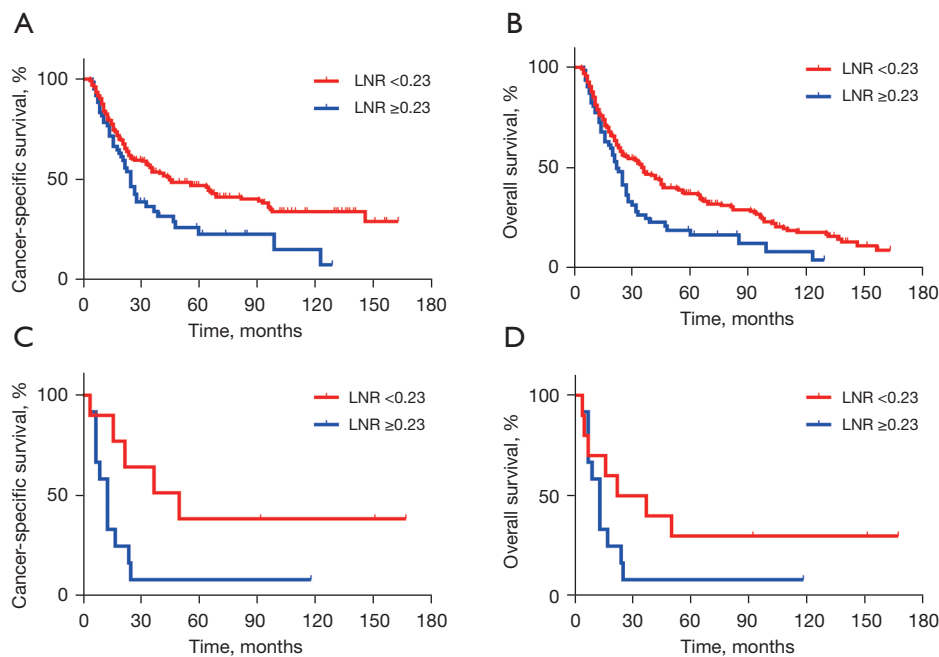 A
Cancer-specific survival, %
100
50
0
LNR <0.23
LNR ≥0.23
0 30 60 90 120 150 180
Time, months
B
Overall survival, %
100
50
0
LNR <0.23
LNR ≥0.23
0 30 60 90 120 150 180
Time, months
C
Cancer-specific survival, %
100
50
0
LNR <0.23
LNR ≥0.23
0 30 60 90 120 150 180
Time, months
D
Overall survival, %
100
50
0
LNR <0.23
LNR ≥0.23
0 30 60 90 120 150 180
Time, months